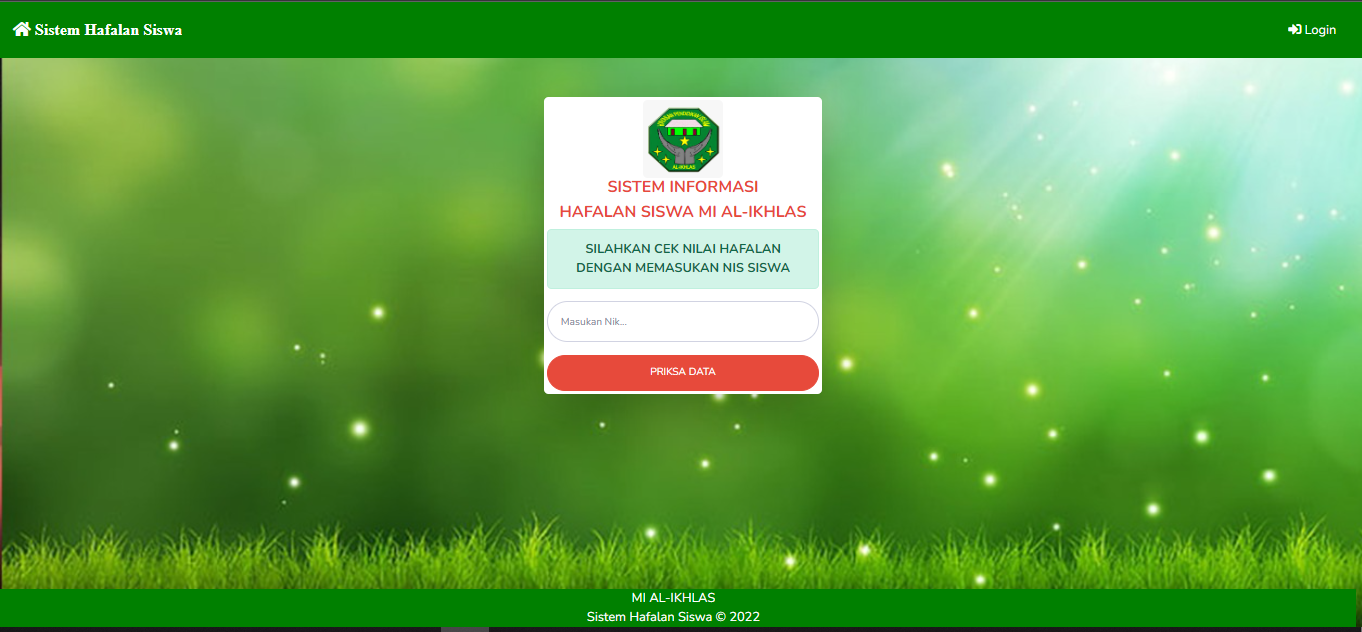 Sistem Hafalan Siswa
Login
AL-IKHLAS
SISTEM INFORMASI
HAFALAN SISWA MI AL-IKHLAS
SILAHKAN CEK NILAI HAFALAN
DENGAN MEMASUKAN NIS SISWA
Masukan Nik...
PRIKSA DATA
MI AL-IKHLAS
Sistem Hafalan Siswa © 2022